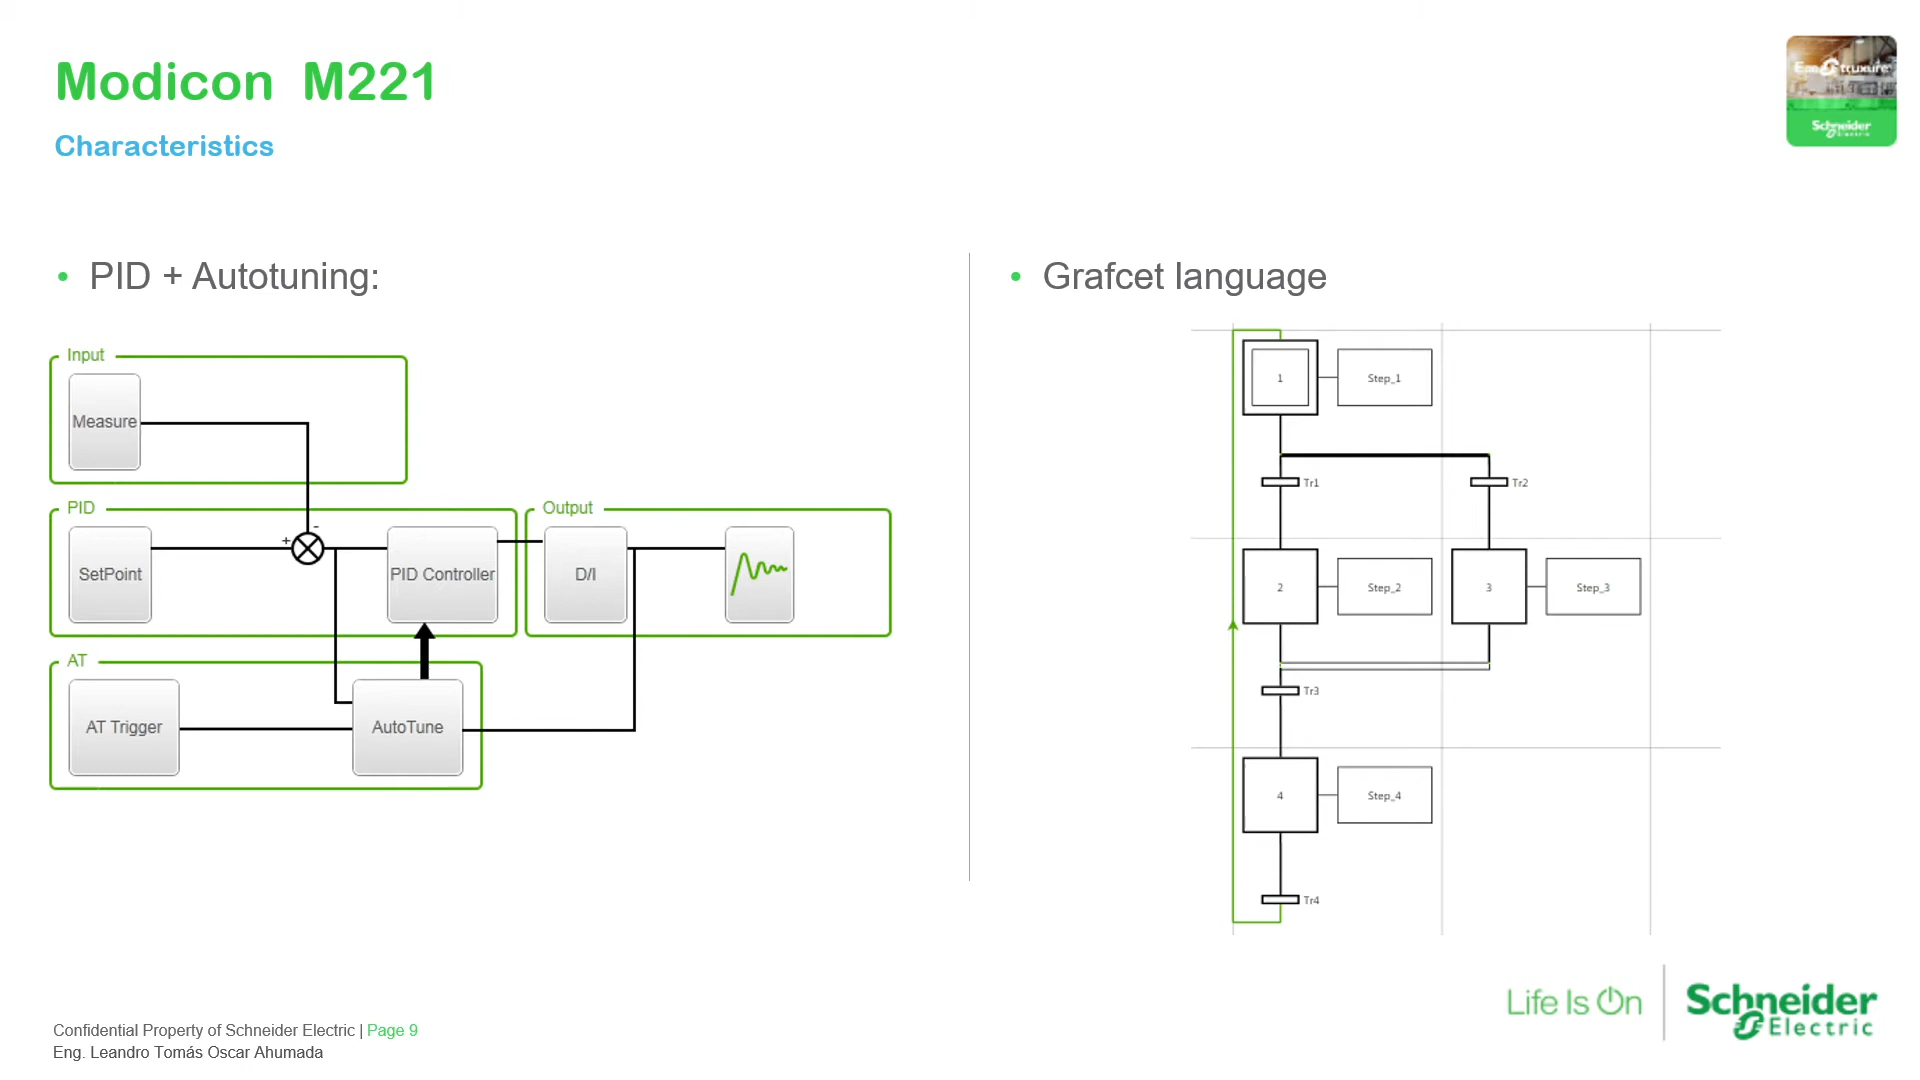 Modicon M221
Characteristics
Schneider
Electric
• PID + Autotuning:
Input
Measure
PID
SetPoint
+
-
PID Controller
Output
D/I
AT
AT Trigger
AutoTune
• Grafcet language
1
Step_1
Tr1
Tr2
2
Step_2
3
Step_3
Tr3
4
Step_4
Tr4
Life Is On
Schneider
Electric
Confidential Property of Schneider Electric | Page 9
Eng. Leandro Tomás Oscar Ahumada